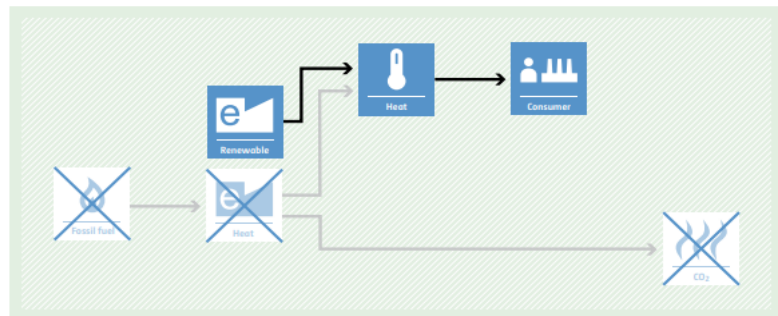 Heat
Consumer
e
Renewable
Fossil fuel
e
Heat
CO₂